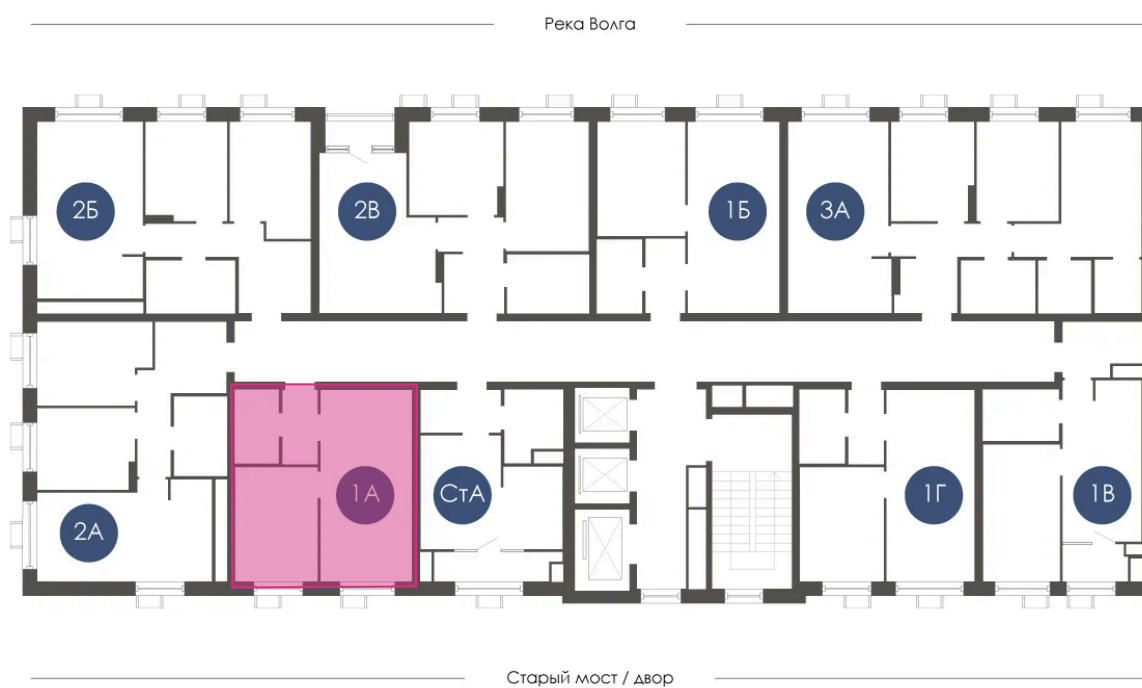 Река Волга
2Б
2В
1Б
3А
2А
1А
СтА
1Г
1В
Старый мост / двор